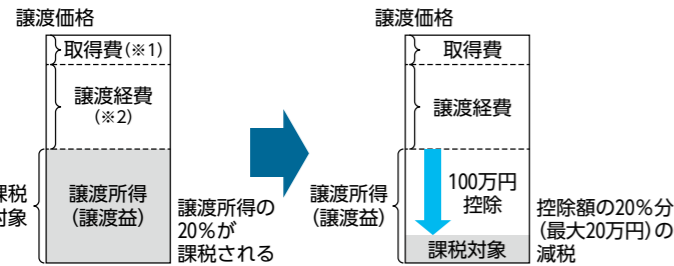 譲渡価格
取得費(※1)
譲渡経費
(※2)
課税
対象
譲渡所得
(譲渡益)
譲渡所得の
20%が
課税される
譲渡価格
取得費
譲渡経費
譲渡所得
(譲渡益)
100万円
控除
課税対象
控除額の20%分
(最大20万円)の
減税